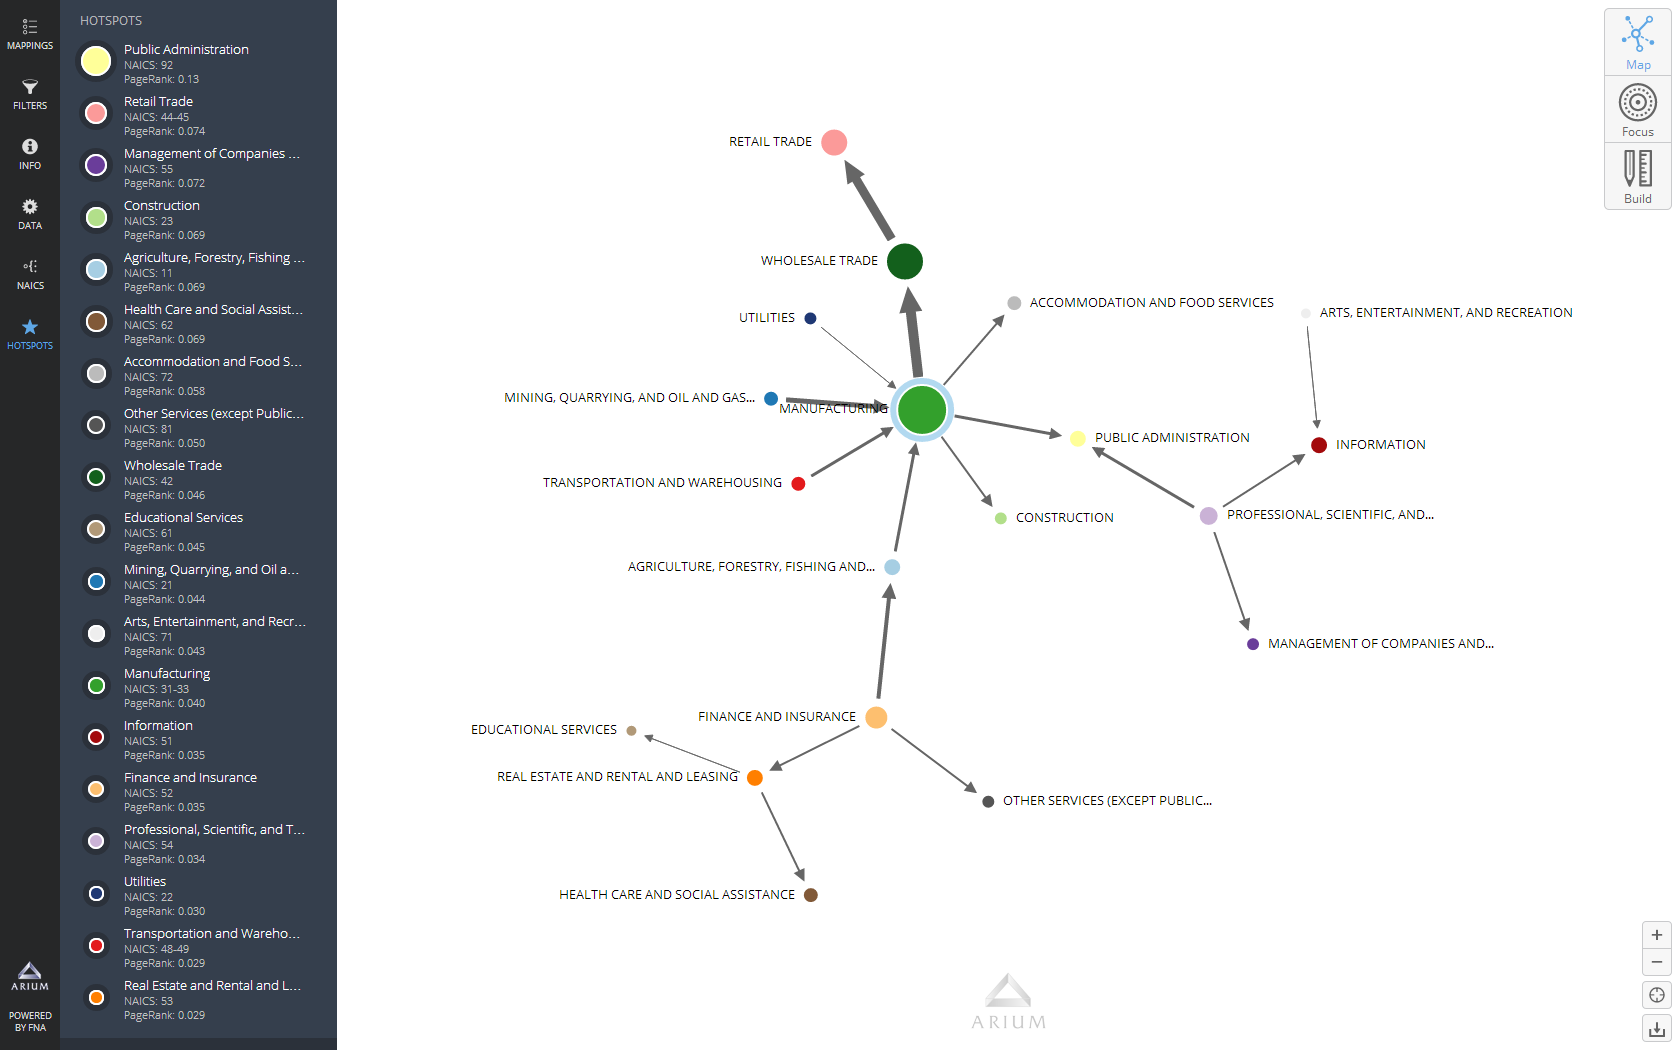 MAPPINGS
FILTERS
INFO
DATA
NAICS
HOTSPOTS
ARIUM
POWERED
BY FNA
HOTSPOTS
Public Administration
NAICS: 92
PageRank: 0.13
Retail Trade
NAICS: 44-45
PageRank: 0.074
Management of Companies ...
NAICS: 55
PageRank: 0.072
Construction
NAICS: 23
PageRank: 0.069
Agriculture, Forestry, Fishing ...
NAICS: 11
PageRank: 0.069
Health Care and Social Assist...
NAICS: 62
PageRank: 0.069
Accommodation and Food S...
NAICS: 72
PageRank: 0.058
Other Services (except Public...
NAICS: 81
PageRank: 0.050
Wholesale Trade
NAICS: 42
PageRank: 0.046
Educational Services
NAICS: 61
PageRank: 0.045
Mining, Quarrying, and Oil a...
NAICS: 21
PageRank: 0.044
Arts, Entertainment, and Recr...
NAICS: 71
PageRank: 0.043
Manufacturing
NAICS: 31-33
PageRank: 0.040
Information
NAICS: 51
PageRank: 0.035
Finance and Insurance
NAICS: 52
PageRank: 0.035
Professional, Scientific, and T...
NAICS: 54
PageRank: 0.034
Utilities
NAICS: 22
PageRank: 0.030
Transportation and Wareho...
NAICS: 48-49
PageRank: 0.029
Real Estate and Rental and L...
NAICS: 53
PageRank: 0.029
RETAIL TRADE
WHOLESALE TRADE
ACCOMMODATION AND FOOD SERVICES
ARTS, ENTERTAINMENT, AND RECREATION
UTILITIES
MINING, QUARRYING, AND OIL AND GAS...
MANUFACTURING
PUBLIC ADMINISTRATION
INFORMATION
TRANSPORTATION AND WAREHOUSING
CONSTRUCTION
PROFESSIONAL, SCIENTIFIC, AND...
AGRICULTURE, FORESTRY, FISHING AND...
MANAGEMENT OF COMPANIES AND...
FINANCE AND INSURANCE
EDUCATIONAL SERVICES
REAL ESTATE AND RENTAL AND LEASING
OTHER SERVICES (EXCEPT PUBLIC...
HEALTH CARE AND SOCIAL ASSISTANCE
ARIUM
Map
Focus
Build